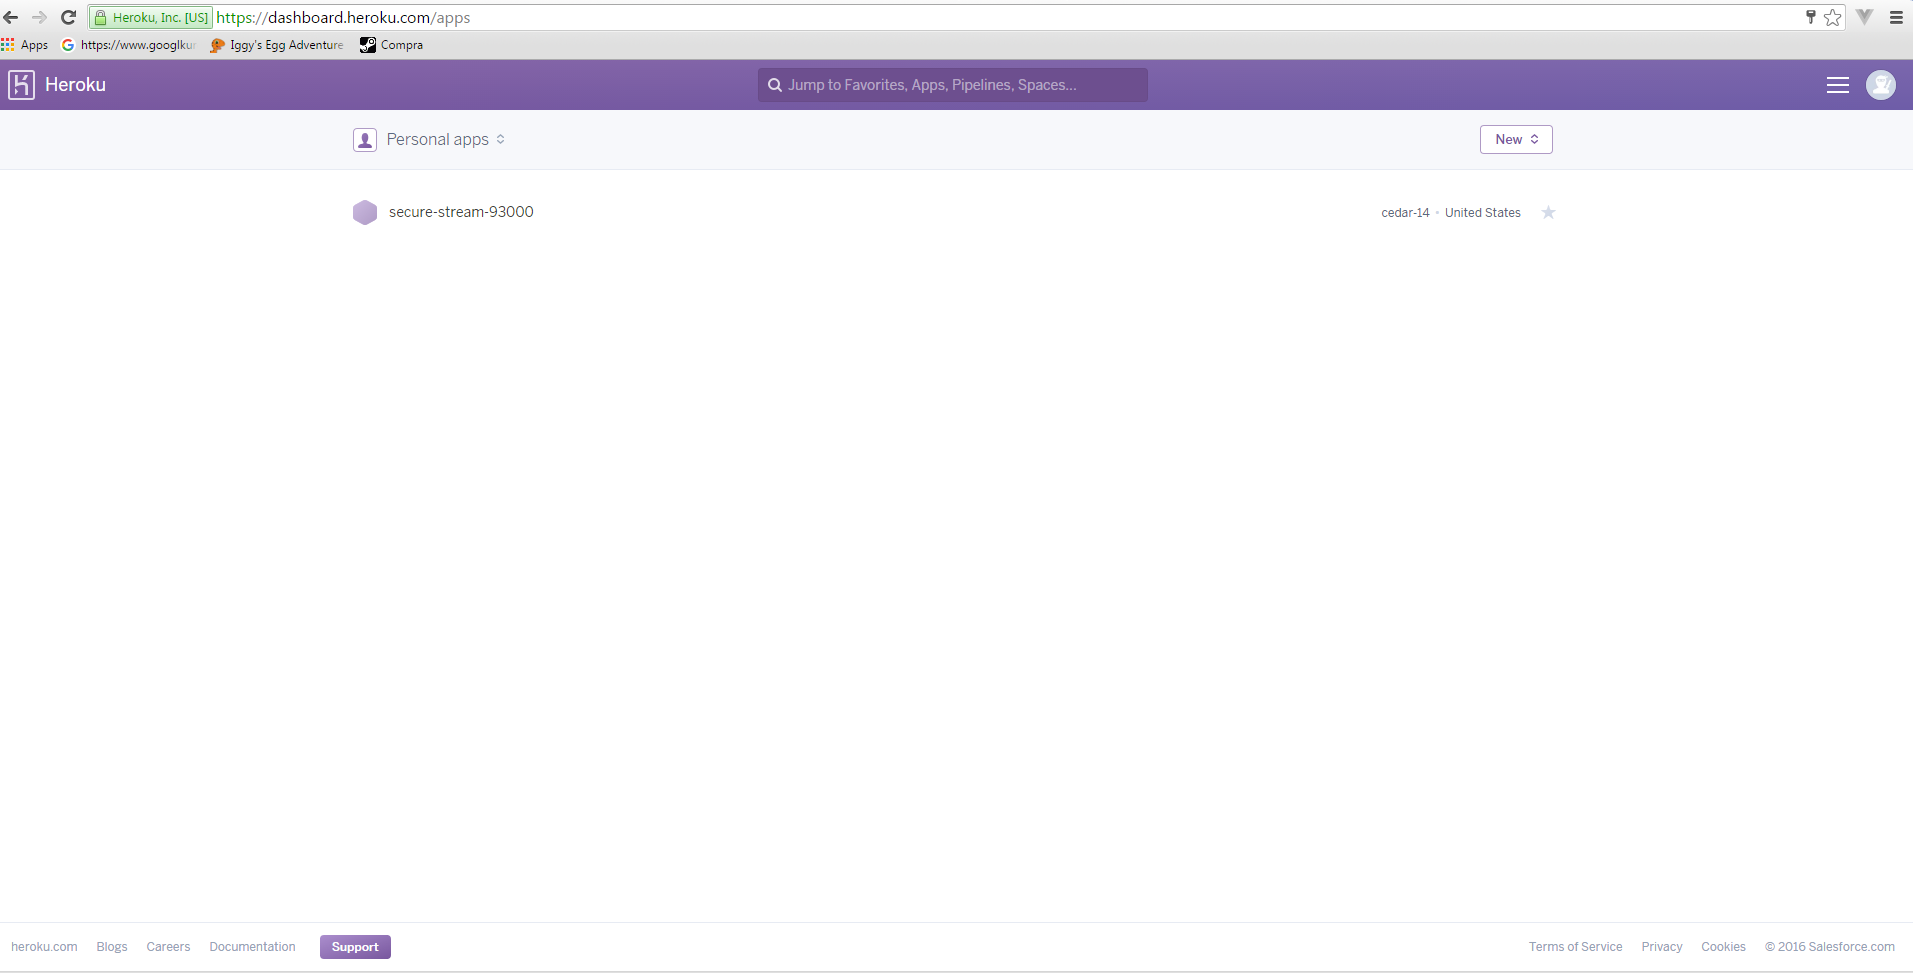 Heroku, Inc. [US] https://dashboard.heroku.com/apps
Apps https://www.googlku Iggy's Egg Adventure Compra
Heroku Jump to Favorites, Apps, Pipelines, Spaces...
Personal apps New
secure-stream-93000 cedar-14 • United States
heroku.com Blogs Careers Documentation Support Terms of Service Privacy Cookies © 2016 Salesforce.com